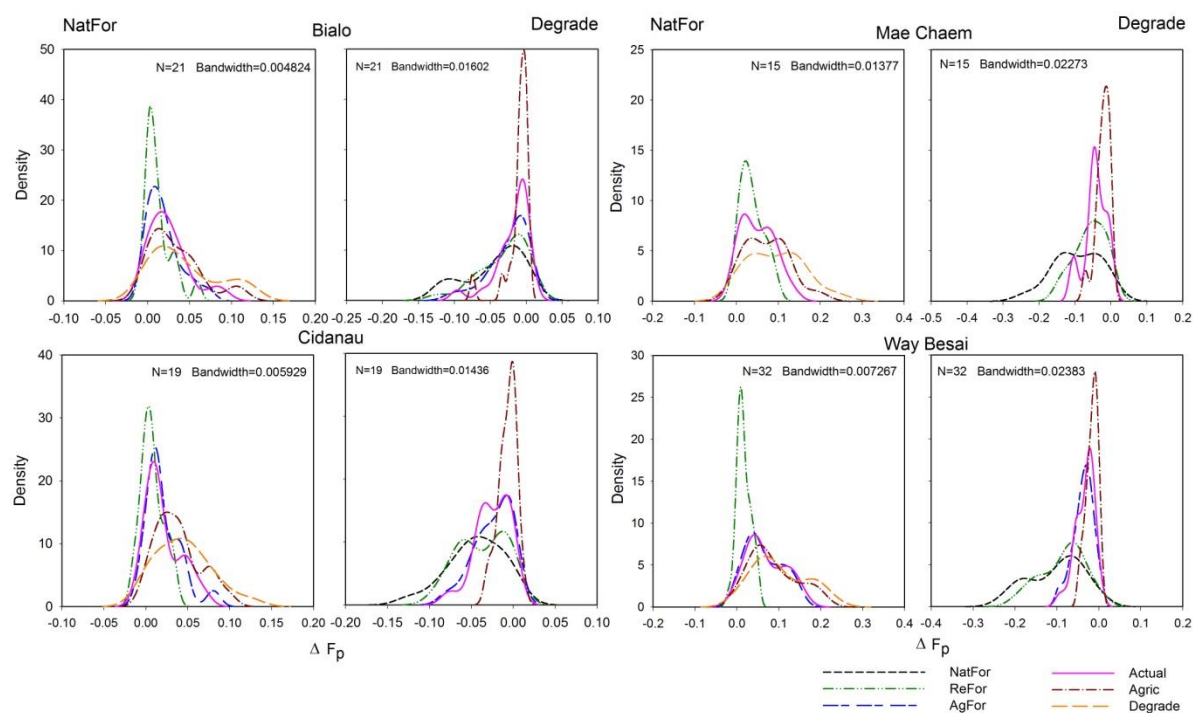 NatFor Bialo Degrade
N=21 Bandwidth=0.004824
N=21 Bandwidth=0.01602
Density
50
40
30
20
10
0
-0.10 -0.05 0.00 0.05 0.10 0.15 0.20
-0.25 -0.20 -0.15 -0.10 -0.05 0.00 0.05 0.10
NatFor Mae Chaem Degrade
N=15 Bandwidth=0.01377
N=15 Bandwidth=0.02273
Density
25
20
15
10
5
0
-0.2 -0.1 0.0 0.1 0.2 0.3 0.4
-0.5 -0.4 -0.3 -0.2 -0.1 0.0 0.1 0.2
Cidanau
N=19 Bandwidth=0.005929
N=19 Bandwidth=0.01436
Density
40
30
20
10
0
-0.10 -0.05 0.00 0.05 0.10 0.15 0.20
-0.20 -0.15 -0.10 -0.05 0.00 0.05 0.10
Δ Fp
Way Besai
N=32 Bandwidth=0.007267
N=32 Bandwidth=0.02383
Density
30
25
20
15
10
5
0
-0.2 -0.1 0.0 0.1 0.2 0.3 0.4
-0.4 -0.3 -0.2 -0.1 0.0 0.1 0.2
Δ Fp
NatFor
ReFor
AgFor
Actual
Agric
Degrade